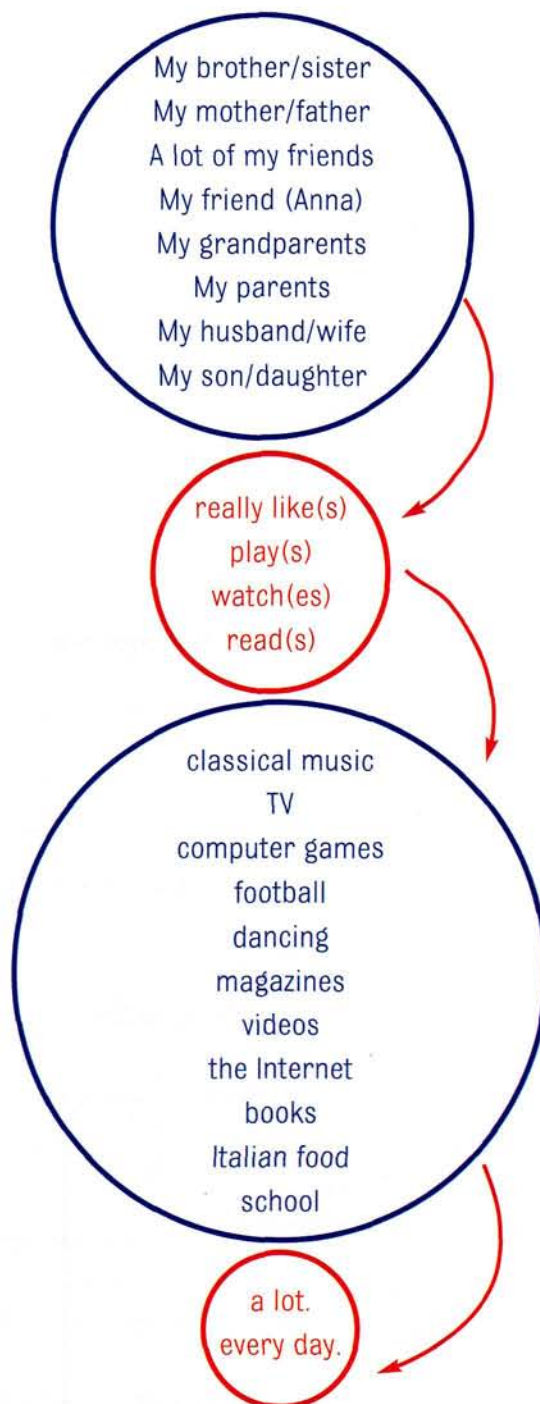 My brother/sister
My mother/father
A lot of my friends
My friend (Anna)
My grandparents
My parents
My husband/wife
My son/daughter
really like(s)
play(s)
watch(es)
read(s)
classical music
TV
computer games
football
dancing
magazines
videos
the Internet
books
Italian food
school
a lot.
every day.